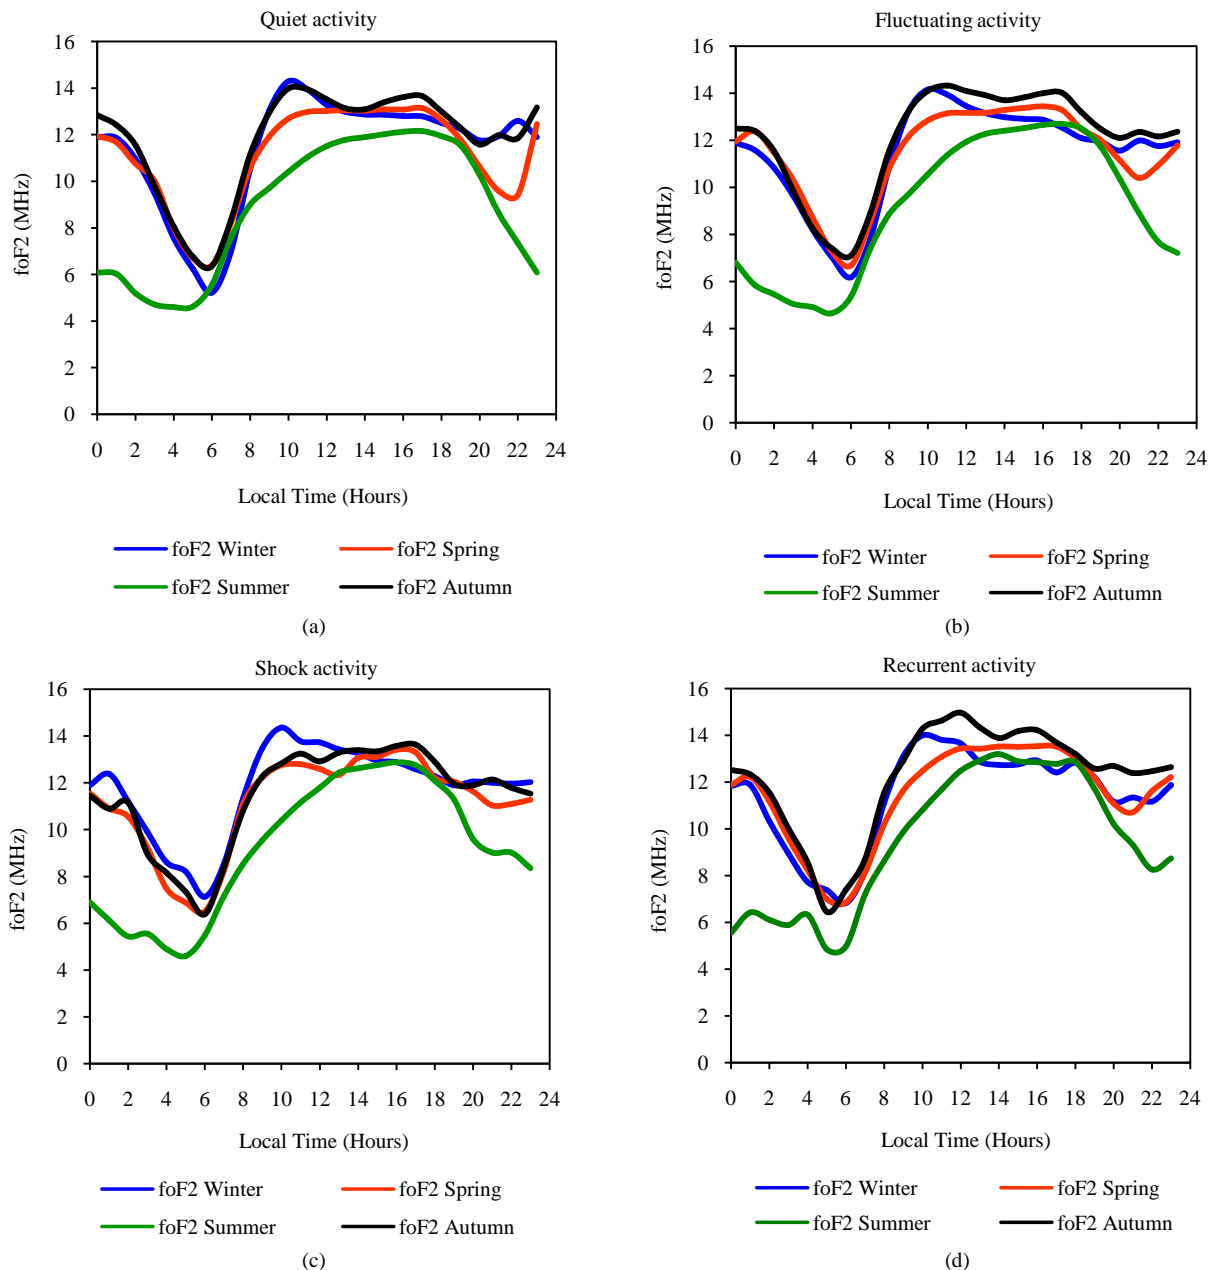 Quiet activity
16
14
12
10
8
6
4
2
0
foF2 (MHz)
0 2 4 6 8 10 12 14 16 18 20 22 24
Local Time (Hours)
foF2 Winter foF2 Spring
foF2 Summer foF2 Autumn
(a)
Fluctuating activity
16
14
12
10
8
6
4
2
0
foF2 (MHz)
0 2 4 6 8 10 12 14 16 18 20 22 24
Local Time (Hours)
foF2 Winter foF2 Spring
foF2 Summer foF2 Autumn
(b)
Shock activity
16
14
12
10
8
6
4
2
0
foF2 (MHz)
0 2 4 6 8 10 12 14 16 18 20 22 24
Local Time (Hours)
foF2 Winter foF2 Spring
foF2 Summer foF2 Autumn
(c)
Recurrent activity
16
14
12
10
8
6
4
2
0
foF2 (MHz)
0 2 4 6 8 10 12 14 16 18 20 22 24
Local Time (Hours)
foF2 Winter foF2 Spring
foF2 Summer foF2 Autumn
(d)